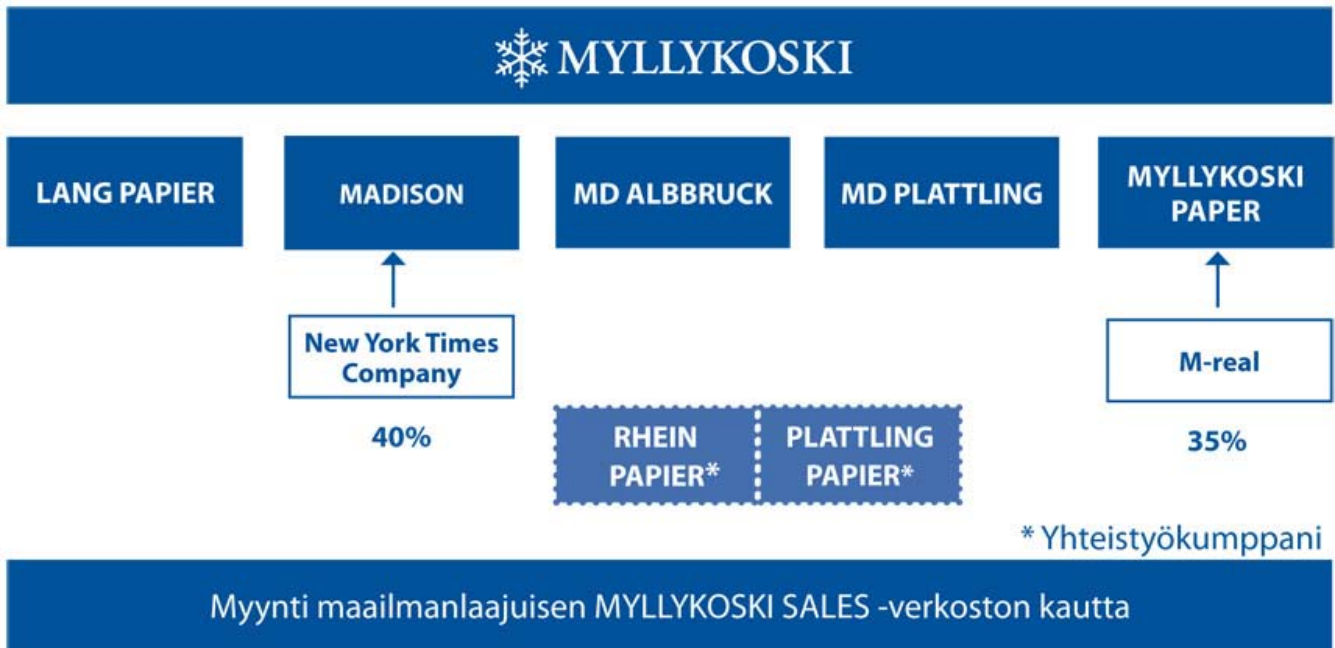 MYLLYKOSKI
LANG PAPIER
MADISON
MD ALBBRUCK
MD PLATTLING
MYLLYKOSKI
PAPER
New York Times
Company
40%
M-real
35%
RHEIN
PAPIER*
PLATTLING
PAPIER*
* Yhteistyökumppani
Myynti maailmanlaajuisen MYLLYKOSKI SALES -verkoston kautta